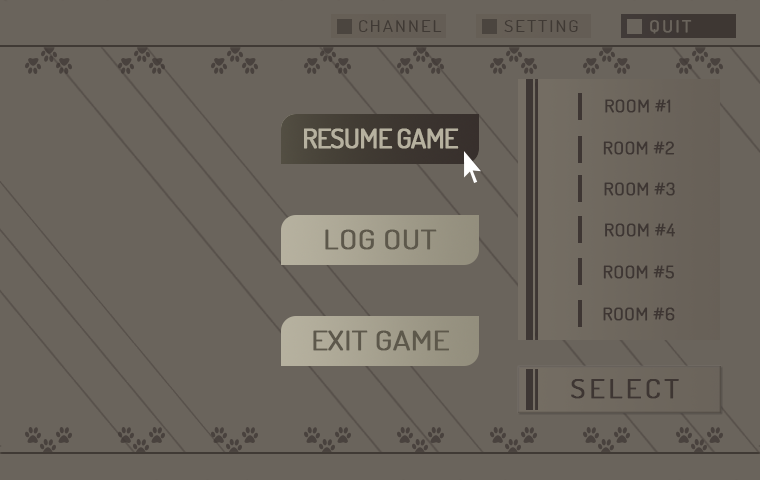 CHANNEL
SETTING
QUIT
RESUME GAME
LOG OUT
EXIT GAME
ROOM #1
ROOM #2
ROOM #3
ROOM #4
ROOM #5
ROOM #6
SELECT